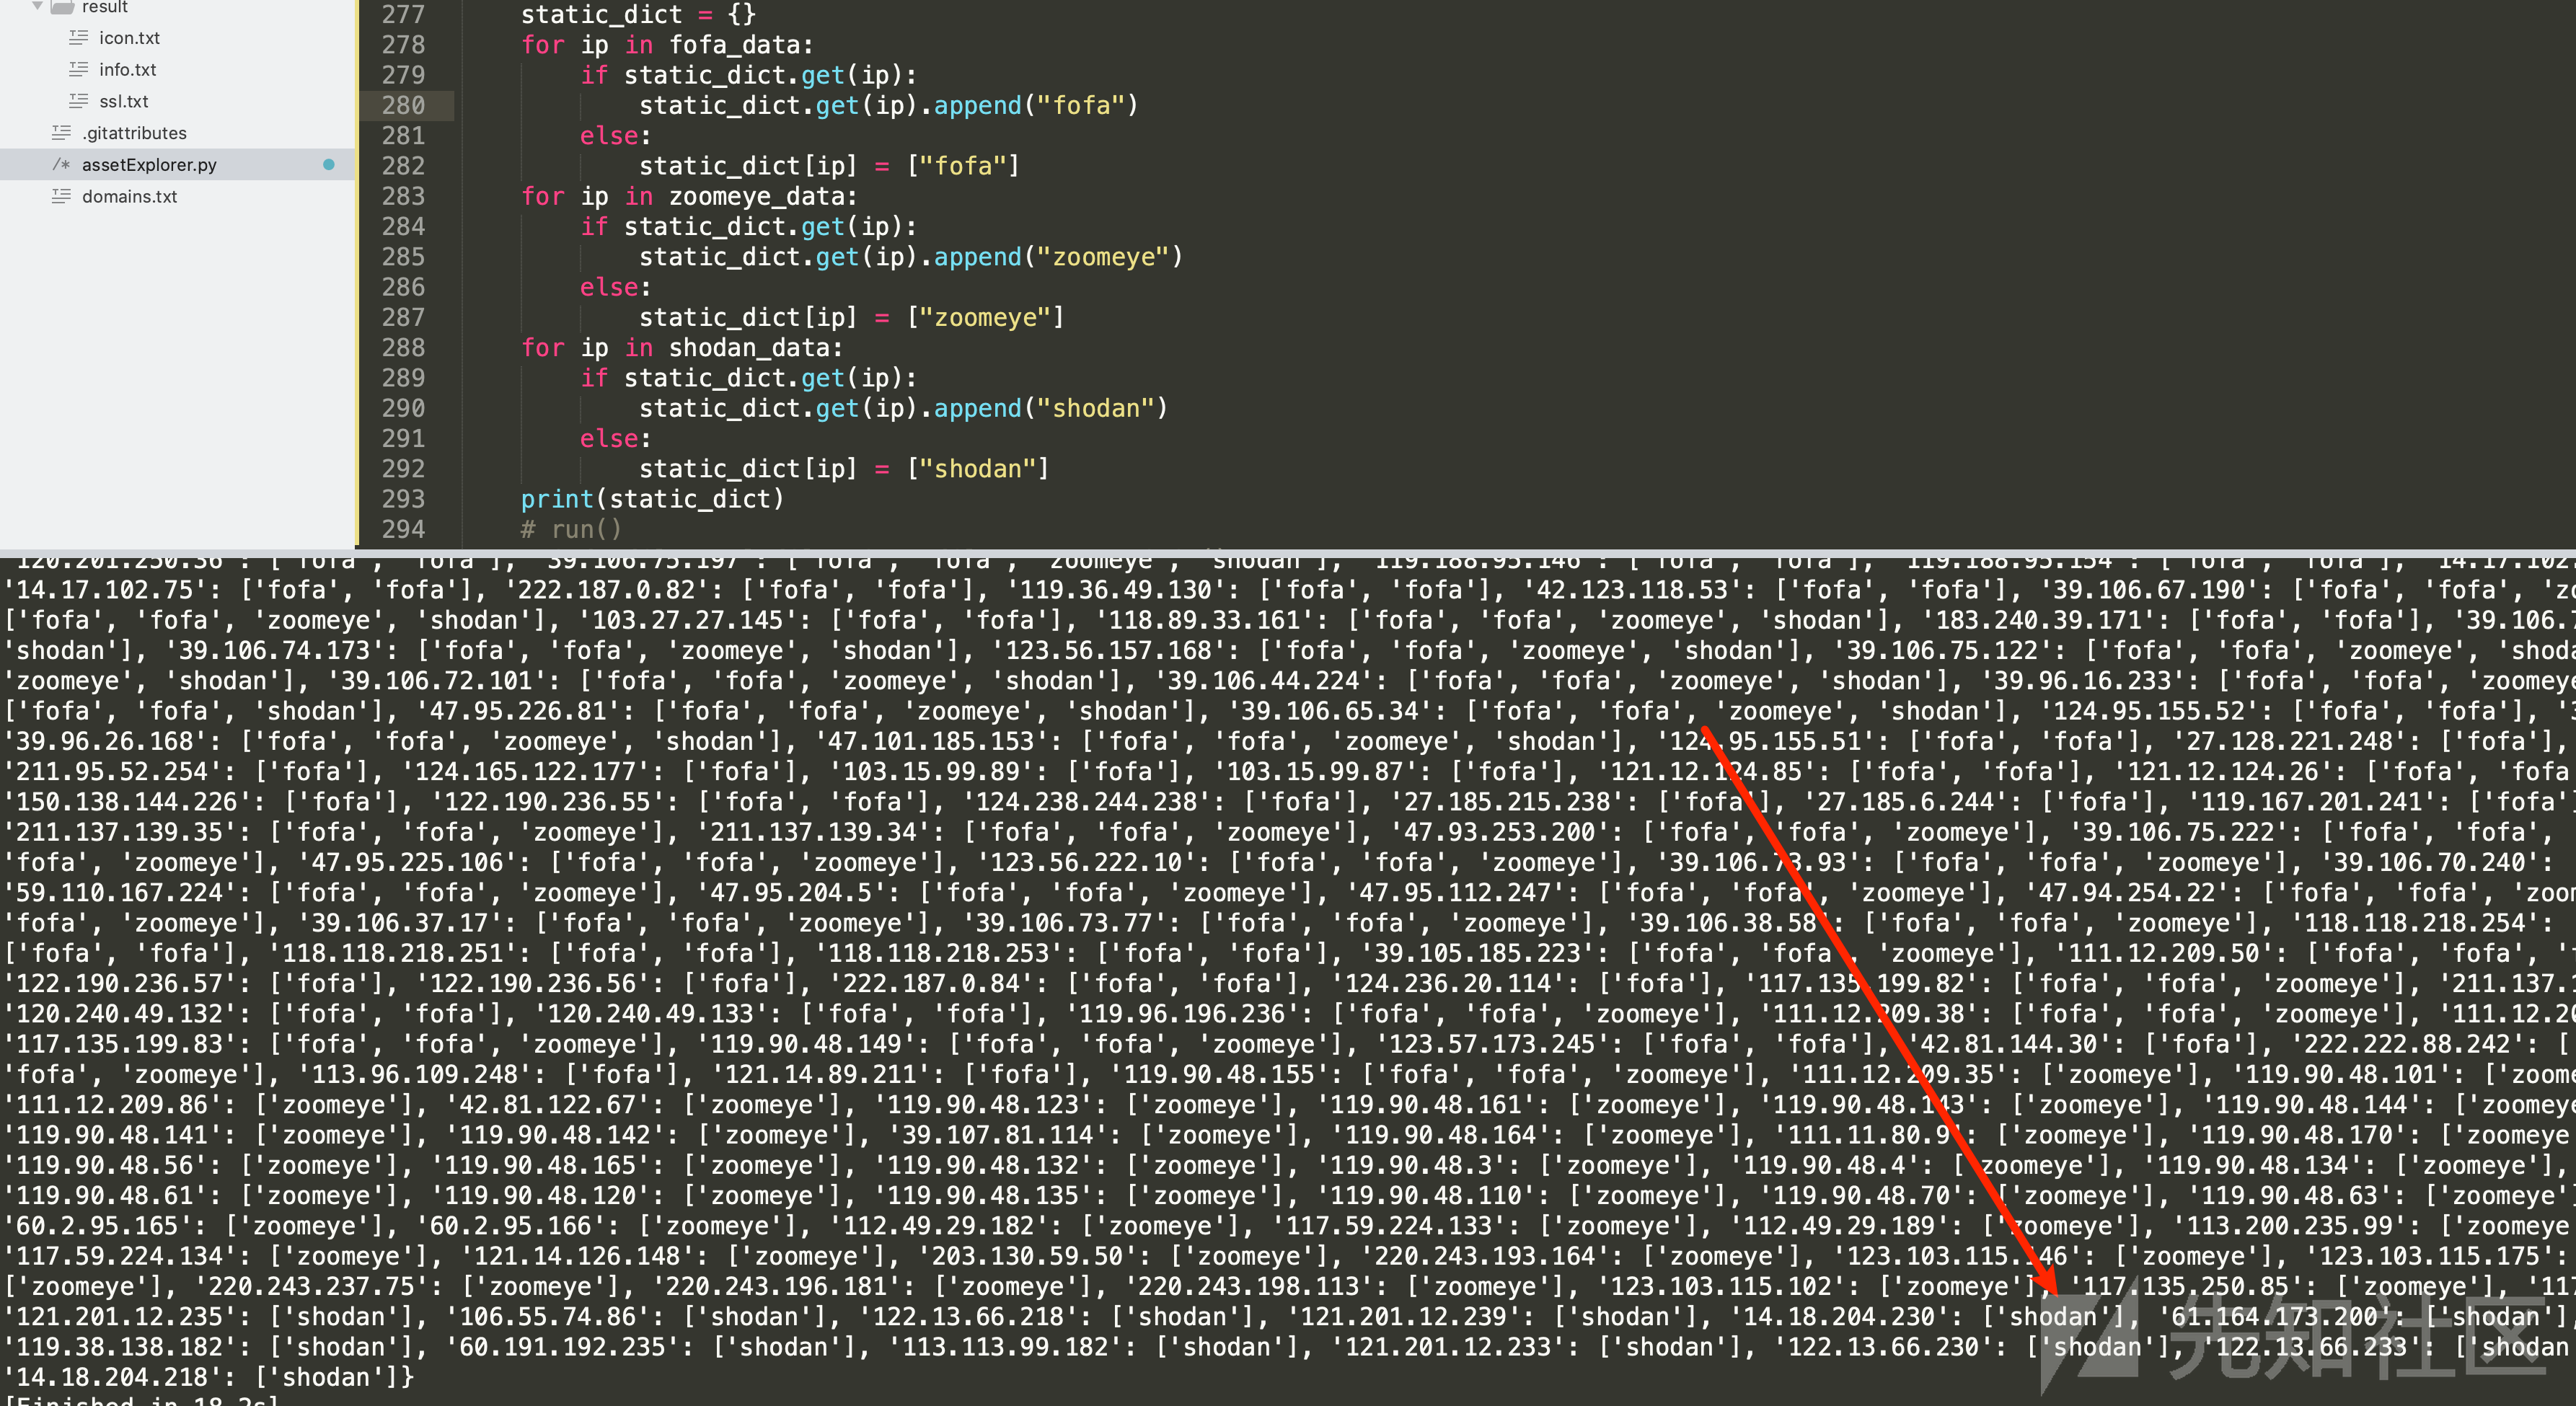 result
icon.txt
info.txt
ssl.txt
.gitattributes
/* assetExplorer.py
domains.txt
277 static_dict = {}
278 for ip in fofa_data:
279 if static_dict.get(ip):
280 static_dict.get(ip).append("fofa")
281 else:
282 static_dict[ip] = ["fofa"]
283 for ip in zoomeye_data:
284 if static_dict.get(ip):
285 static_dict.get(ip).append("zoomeye")
286 else:
287 static_dict[ip] = ["zoomeye"]
288 for ip in shodan_data:
289 if static_dict.get(ip):
290 static_dict.get(ip).append("shodan")
291 else:
292 static_dict[ip] = ["shodan"]
293 print(static_dict)
294 # run()
'120.201.250.36': ['fofa', 'fofa'], '39.106.75.197': ['fofa', 'fofa', 'zoomeye', 'shodan'], '119.188.95.146': ['fofa', 'fofa'], '119.188.95.154': ['fofa', 'fofa'], '14.17.102
'14.17.102.75': ['fofa', 'fofa'], '222.187.0.82': ['fofa', 'fofa'], '119.36.49.130': ['fofa', 'fofa'], '42.123.118.53': ['fofa', 'fofa'], '39.106.67.190': ['fofa', 'fofa', 'zo
['fofa', 'fofa', 'zoomeye', 'shodan'], '103.27.27.145': ['fofa', 'fofa'], '118.89.33.161': ['fofa', 'fofa', 'zoomeye', 'shodan'], '183.240.39.171': ['fofa', 'fofa'], '39.106.7
'shodan'], '39.106.74.173': ['fofa', 'fofa', 'zoomeye', 'shodan'], '123.56.157.168': ['fofa', 'fofa', 'zoomeye', 'shodan'], '39.106.75.122': ['fofa', 'fofa', 'zoomeye', 'shoda
'zoomeye', 'shodan'], '39.106.72.101': ['fofa', 'fofa', 'zoomeye', 'shodan'], '39.106.44.224': ['fofa', 'fofa', 'zoomeye', 'shodan'], '39.96.16.233': ['fofa', 'fofa', 'zoomeye
['fofa', 'fofa', 'shodan'], '47.95.226.81': ['fofa', 'fofa', 'zoomeye', 'shodan'], '39.106.65.34': ['fofa', 'fofa', 'zoomeye', 'shodan'], '124.95.155.52': ['fofa', 'fofa'], '3
'39.96.26.168': ['fofa', 'fofa', 'zoomeye', 'shodan'], '47.101.185.153': ['fofa', 'fofa', 'zoomeye', 'shodan'], '124.95.155.51': ['fofa', 'fofa'], '27.128.221.248': ['fofa'],
'211.95.52.254': ['fofa'], '124.165.122.177': ['fofa'], '103.15.99.89': ['fofa'], '103.15.99.87': ['fofa'], '121.12.124.85': ['fofa', 'fofa'], '121.12.124.26': ['fofa', 'fofa
'150.138.144.226': ['fofa'], '122.190.236.55': ['fofa', 'fofa'], '124.238.244.238': ['fofa'], '27.185.215.238': ['fofa'], '27.185.6.244': ['fofa'], '119.167.201.241': ['fofa']
'211.137.139.35': ['fofa', 'fofa', 'zoomeye'], '211.137.139.34': ['fofa', 'fofa', 'zoomeye'], '47.93.253.200': ['fofa', 'fofa', 'zoomeye'], '39.106.75.222': ['fofa', 'fofa',
'fofa', 'zoomeye'], '47.95.225.106': ['fofa', 'fofa', 'zoomeye'], '123.56.222.10': ['fofa', 'fofa', 'zoomeye'], '39.106.73.93': ['fofa', 'fofa', 'zoomeye'], '39.106.70.240':
'59.110.167.224': ['fofa', 'fofa', 'zoomeye'], '47.95.204.5': ['fofa', 'fofa', 'zoomeye'], '47.95.112.247': ['fofa', 'fofa', 'zoomeye'], '47.94.254.22': ['fofa', 'fofa', 'zoom
'fofa', 'zoomeye'], '39.106.37.17': ['fofa', 'fofa', 'zoomeye'], '39.106.73.77': ['fofa', 'fofa', 'zoomeye'], '39.106.38.58': ['fofa', 'fofa', 'zoomeye'], '118.118.218.254':
['fofa', 'fofa'], '118.118.218.251': ['fofa', 'fofa'], '118.118.218.253': ['fofa', 'fofa'], '39.105.185.223': ['fofa', 'fofa', 'zoomeye'], '111.12.209.50': ['fofa', 'fofa', '
'122.190.236.57': ['fofa'], '122.190.236.56': ['fofa'], '222.187.0.84': ['fofa', 'fofa'], '124.236.20.114': ['fofa'], '117.135.199.82': ['fofa', 'fofa', 'zoomeye'], '211.137.1
'120.240.49.132': ['fofa', 'fofa'], '120.240.49.133': ['fofa', 'fofa'], '119.96.196.236': ['fofa', 'fofa', 'zoomeye'], '111.12.209.38': ['fofa', 'fofa', 'zoomeye'], '111.12.20
'117.135.199.83': ['fofa', 'fofa', 'zoomeye'], '119.90.48.149': ['fofa', 'fofa', 'zoomeye'], '123.57.173.245': ['fofa', 'fofa'], '42.81.144.30': ['fofa'], '222.222.88.242': [
'fofa', 'zoomeye'], '113.96.109.248': ['fofa'], '121.14.89.211': ['fofa'], '119.90.48.155': ['fofa', 'fofa', 'zoomeye'], '111.12.209.35': ['zoomeye'], '119.90.48.101': ['zoome
'111.12.209.86': ['zoomeye'], '42.81.122.67': ['zoomeye'], '119.90.48.123': ['zoomeye'], '119.90.48.161': ['zoomeye'], '119.90.48.143': ['zoomeye'], '119.90.48.144': ['zoomeye
'119.90.48.141': ['zoomeye'], '119.90.48.142': ['zoomeye'], '39.107.81.114': ['zoomeye'], '119.90.48.164': ['zoomeye'], '111.11.80.9': ['zoomeye'], '119.90.48.170': ['zoomeye
'119.90.48.56': ['zoomeye'], '119.90.48.165': ['zoomeye'], '119.90.48.132': ['zoomeye'], '119.90.48.3': ['zoomeye'], '119.90.48.4': ['zoomeye'], '119.90.48.134': ['zoomeye'],
'119.90.48.61': ['zoomeye'], '119.90.48.120': ['zoomeye'], '119.90.48.135': ['zoomeye'], '119.90.48.110': ['zoomeye'], '119.90.48.70': ['zoomeye'], '119.90.48.63': ['zoomeye']
'60.2.95.165': ['zoomeye'], '60.2.95.166': ['zoomeye'], '112.49.29.182': ['zoomeye'], '117.59.224.133': ['zoomeye'], '112.49.29.189': ['zoomeye'], '113.200.235.99': ['zoomeye
'117.59.224.134': ['zoomeye'], '121.14.126.148': ['zoomeye'], '203.130.59.50': ['zoomeye'], '220.243.193.164': ['zoomeye'], '123.103.115.146': ['zoomeye'], '123.103.115.175':
['zoomeye'], '220.243.237.75': ['zoomeye'], '220.243.196.181': ['zoomeye'], '220.243.198.113': ['zoomeye'], '123.103.115.102': ['zoomeye'], '117.135.250.85': ['zoomeye'], '11
'121.201.12.235': ['shodan'], '106.55.74.86': ['shodan'], '122.13.66.218': ['shodan'], '121.201.12.239': ['shodan'], '14.18.204.230': ['shodan'], '61.164.173.200': ['shodan'],
'119.38.138.182': ['shodan'], '60.191.192.235': ['shodan'], '113.113.99.182': ['shodan'], '121.201.12.233': ['shodan'], '122.13.66.230': ['shodan'], '122.13.66.233': ['shodan
'14.18.204.218': ['shodan']}
[Finished in 18.2s]
先知社区